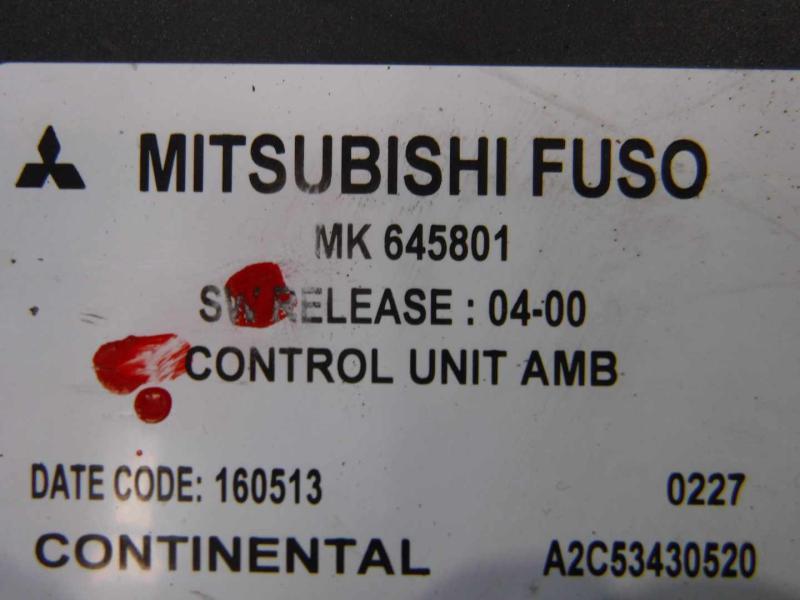 MITSUBISHI FUSO
MK 645801
SW RELEASE : 04-00
CONTROL UNIT AMB
DATE CODE: 160513 0227
CONTINENTAL A2C53430520